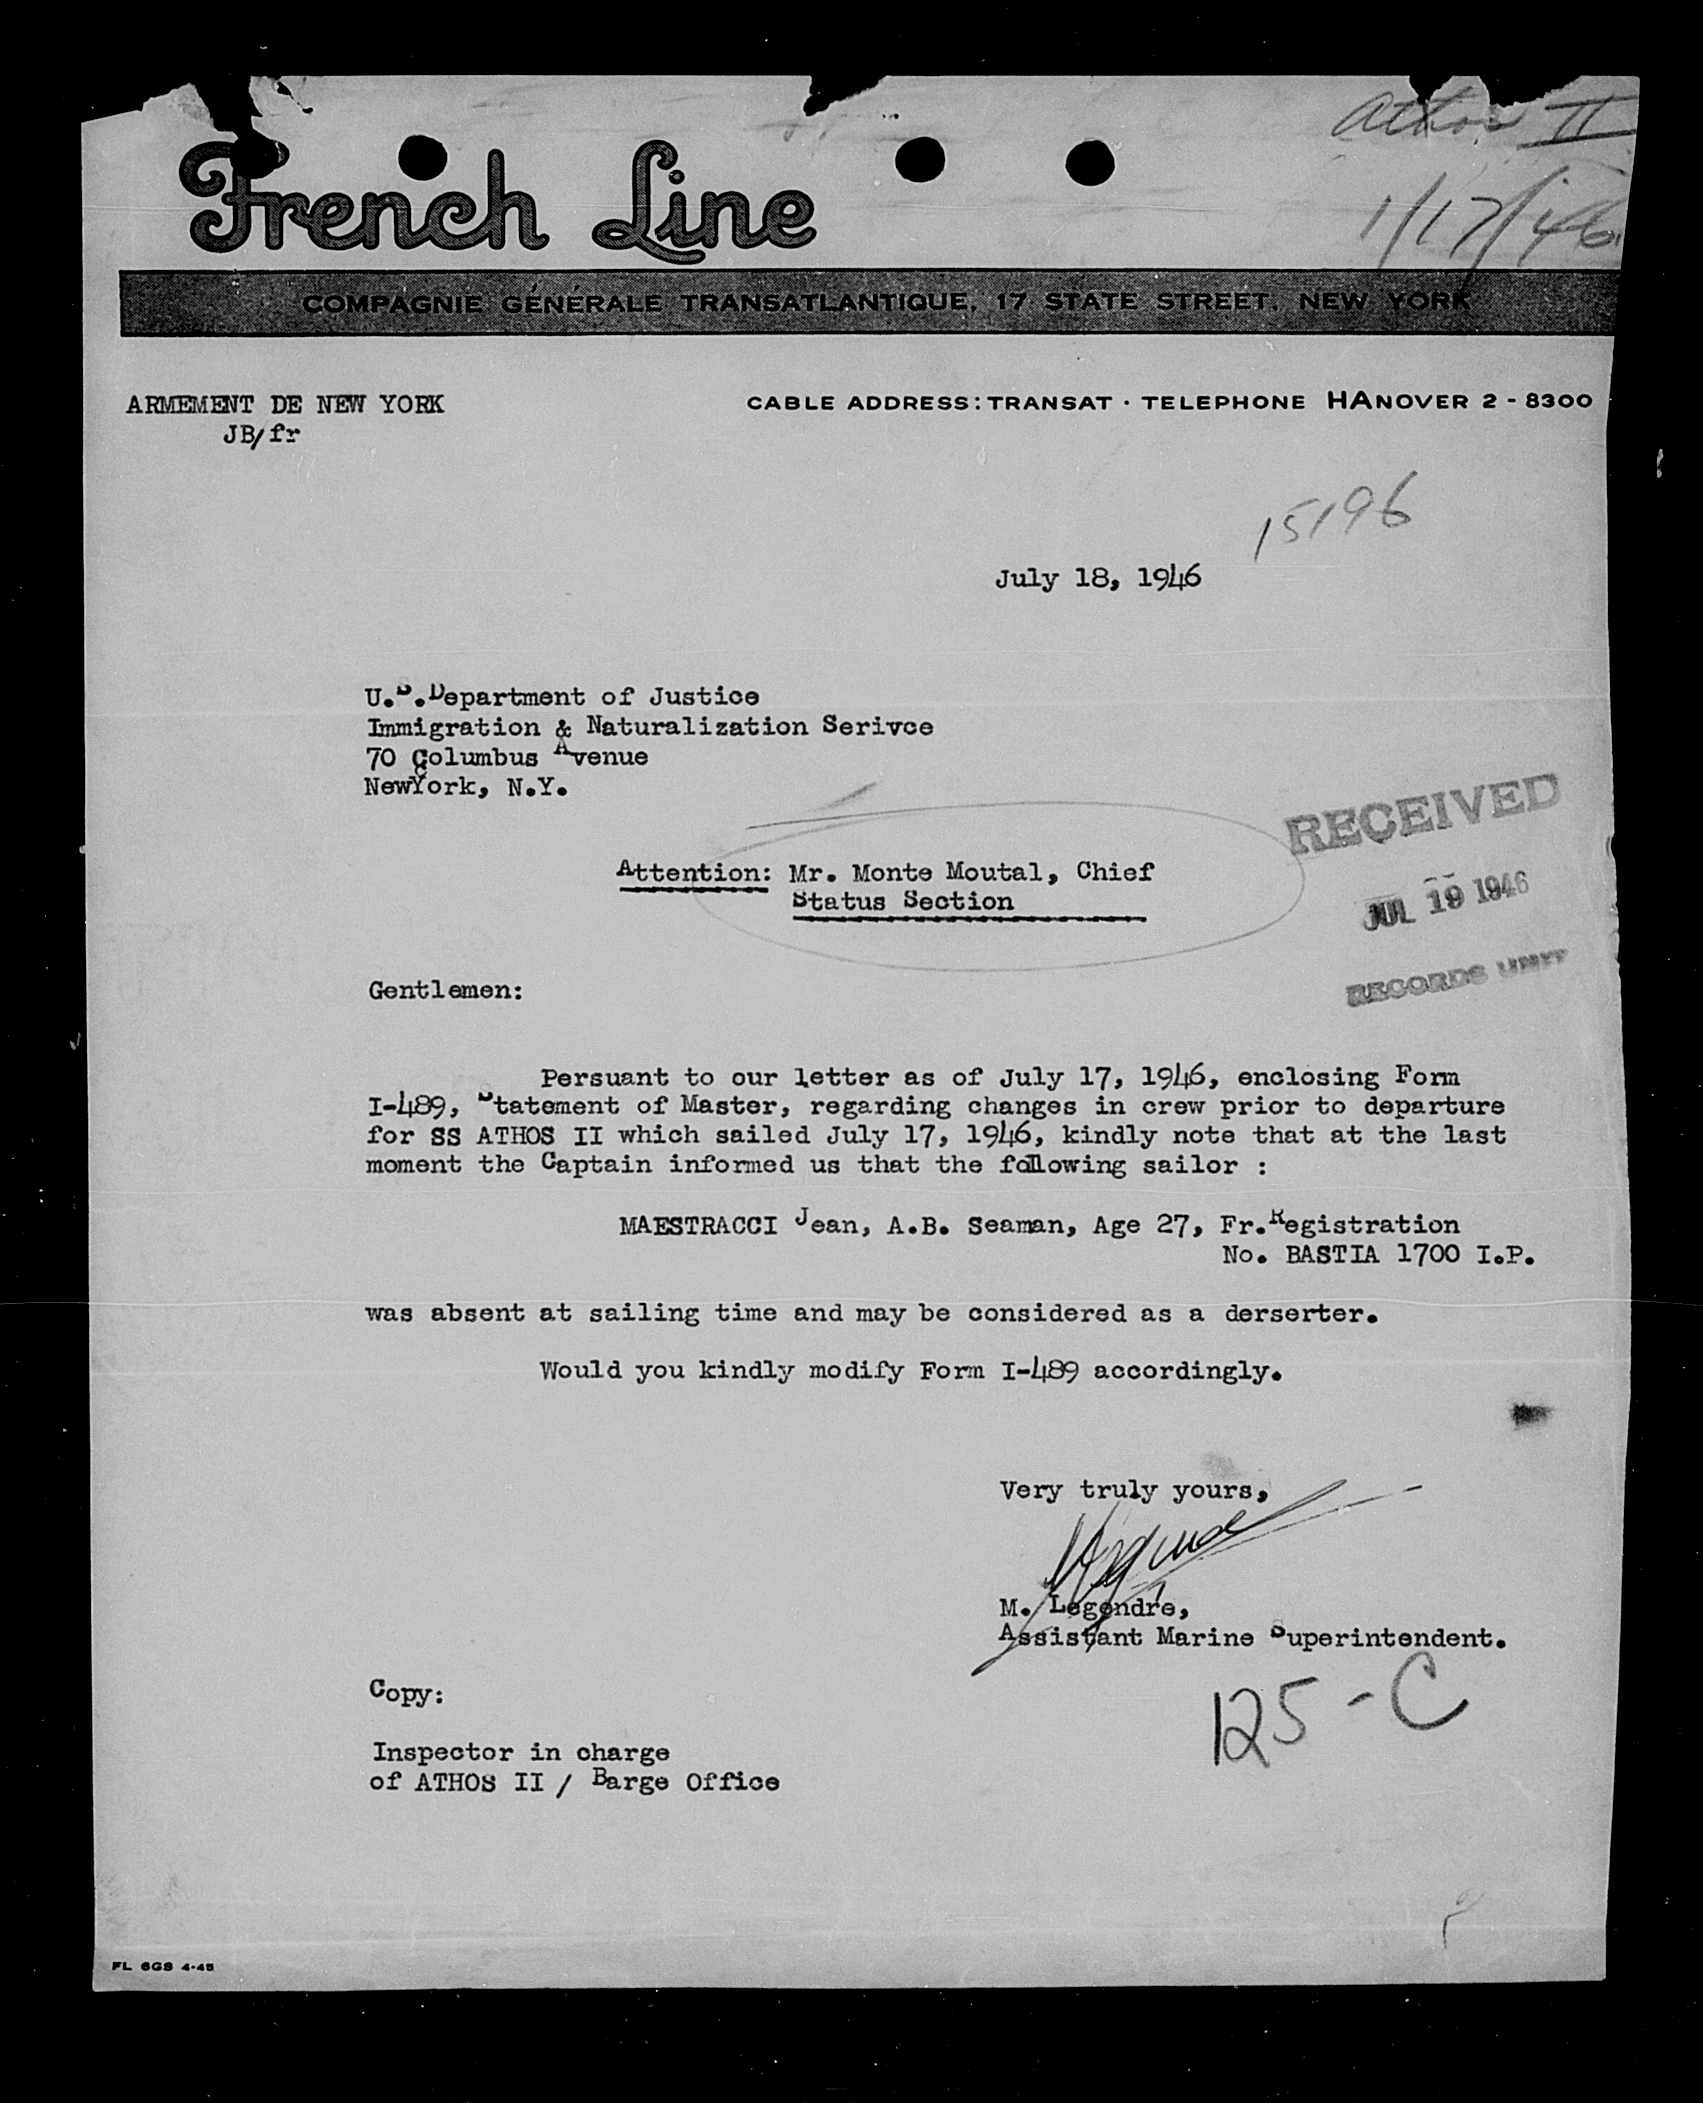 Athos II
1/17/46
French Line
COMPAGNIE GÉNÉRALE TRANSATLANTIQUE, 17 STATE STREET, NEW YORK
ARMEMENT DE NEW YORK
CABLE ADDRESS: TRANSAT · TELEPHONE HANOVER 2 - 8300
JB/fr
15196
July 18, 1946
U.S.Department of Justice
Immigration & Naturalization Serivce
70 Columbus Avenue
NewYork, N.Y.
RECEIVED
JUL 19 1946
RECORDS UNIT
Attention: Mr. Monte Moutal, Chief
Status Section
Gentlemen:
Persuant to our letter as of July 17, 1946, enclosing Form
I-489, Statement of Master, regarding changes in crew prior to departure
for SS ATHOS II which sailed July 17, 1946, kindly note that at the last
moment the Captain informed us that the following sailor :
MAESTRACCI Jean, A.B. Seaman, Age 27, Fr.Registration
No. BASTIA 1700 I.P.
was absent at sailing time and may be considered as a derserter.
Would you kindly modify Form I-489 accordingly.
Very truly yours,
M. Legendre,
Assistant Marine Superintendent.
125-C
Copy:
Inspector in charge
of ATHOS II / Barge Office
FL 6GS 4-45